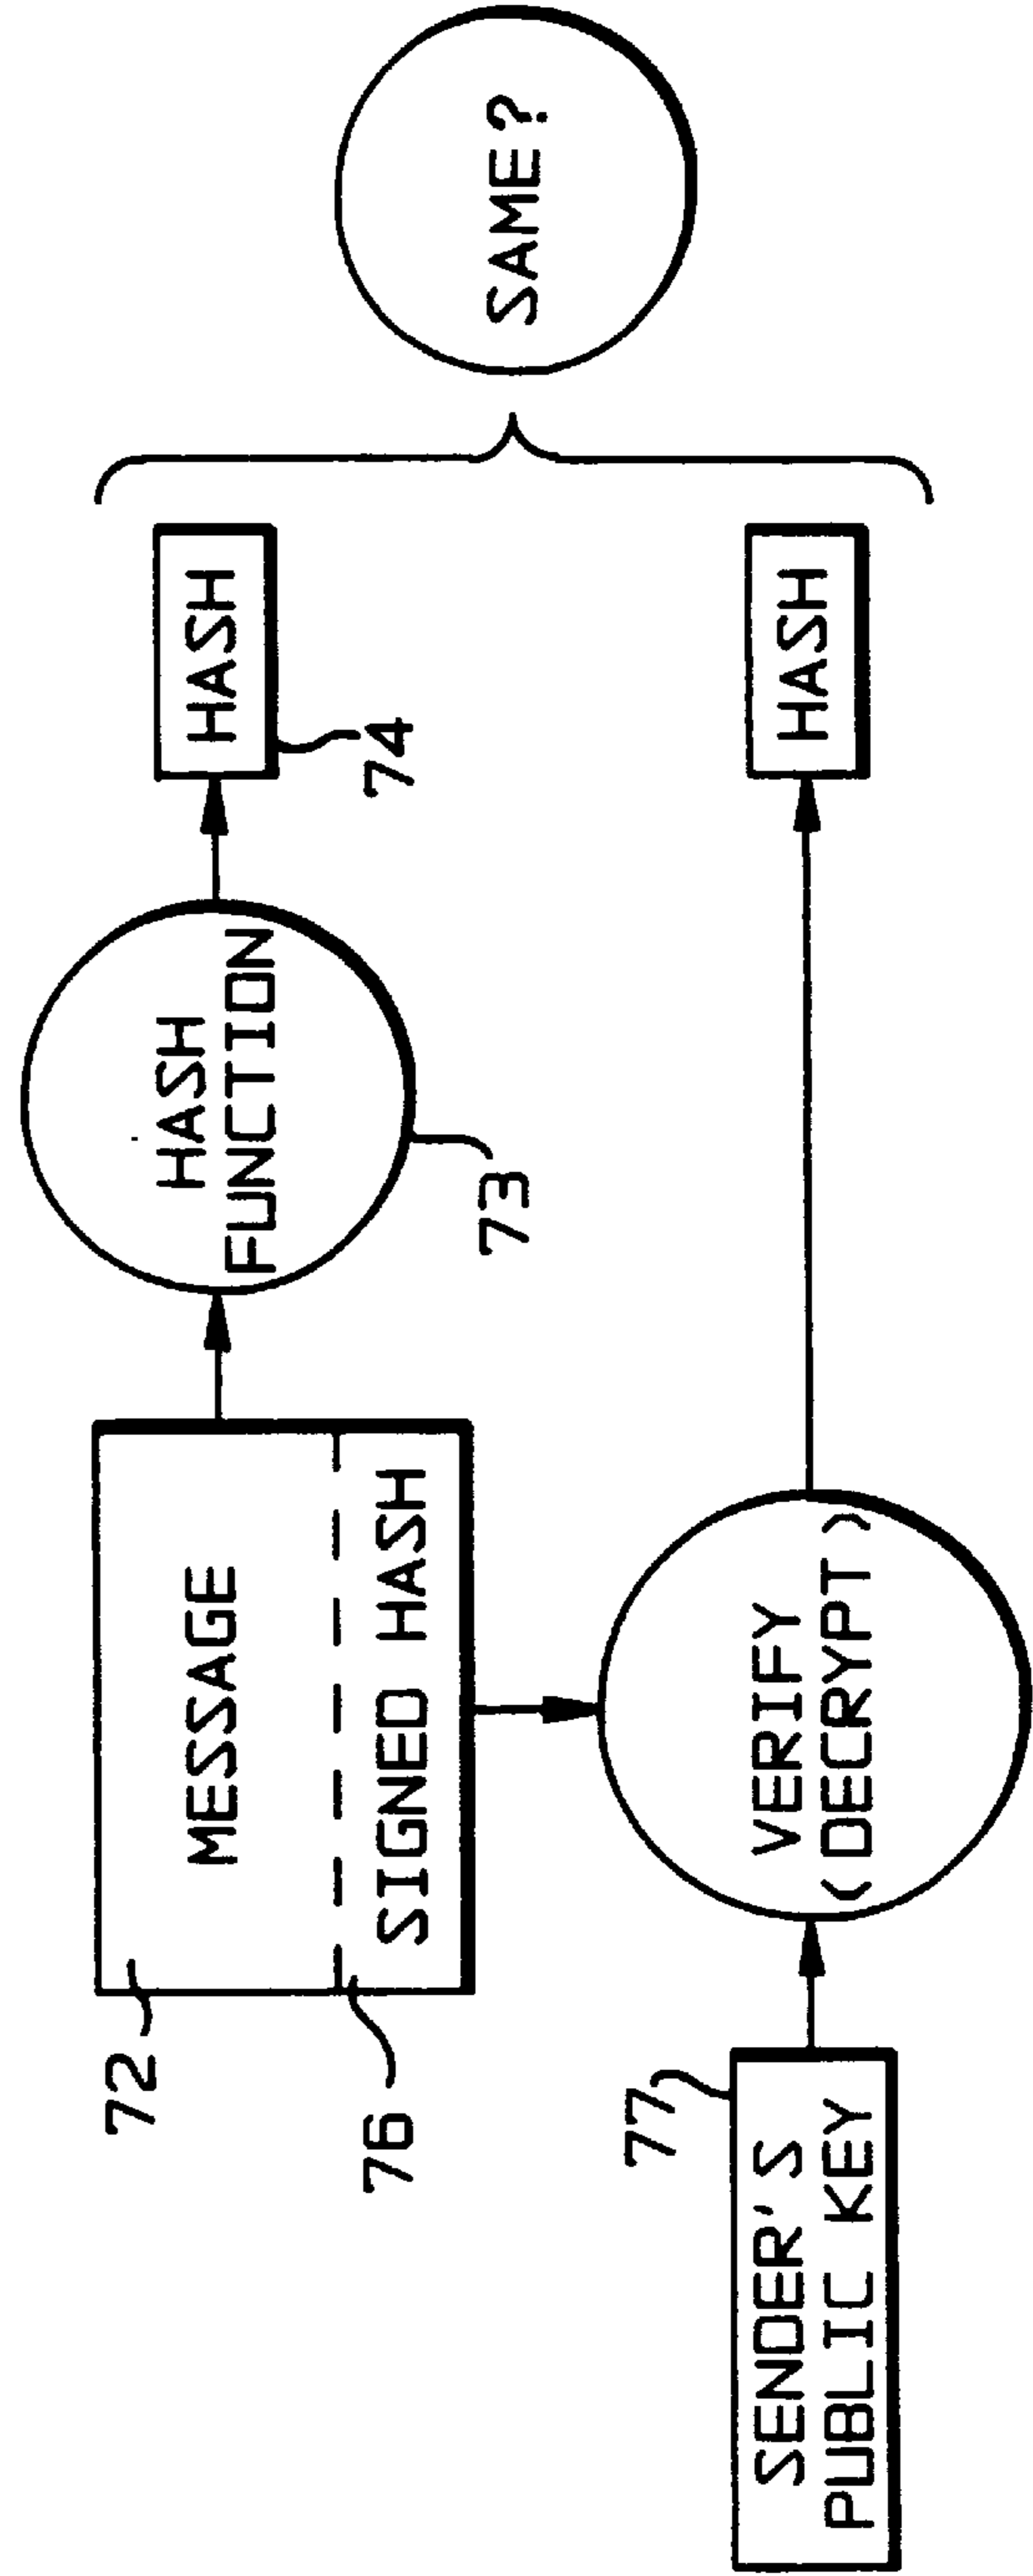 72
MESSAGE
76
SIGNED HASH
HASH
FUNCTION
73
HASH
74
SENDER'S
PUBLIC KEY
77
VERIFY
(DECRYPT)
HASH
SAME?